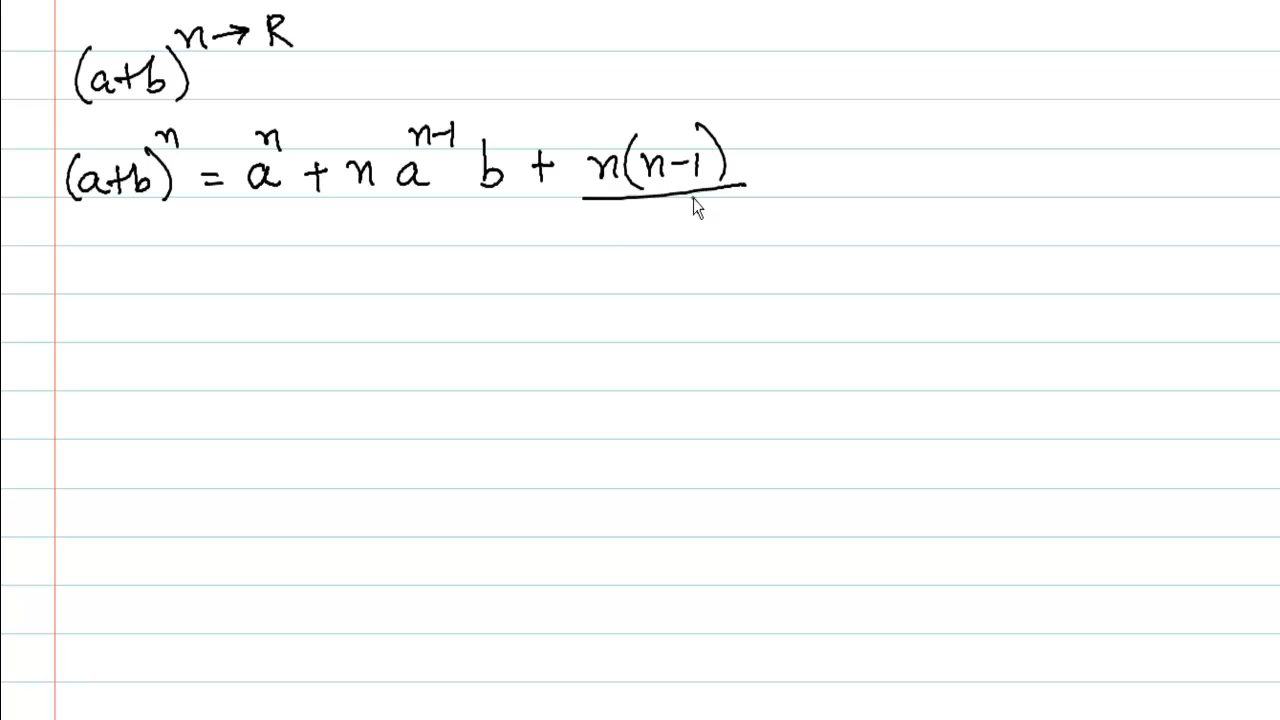 (a+b)^n→R
(a+b)^n = a^n + n a^n-1 b + n(n-1)